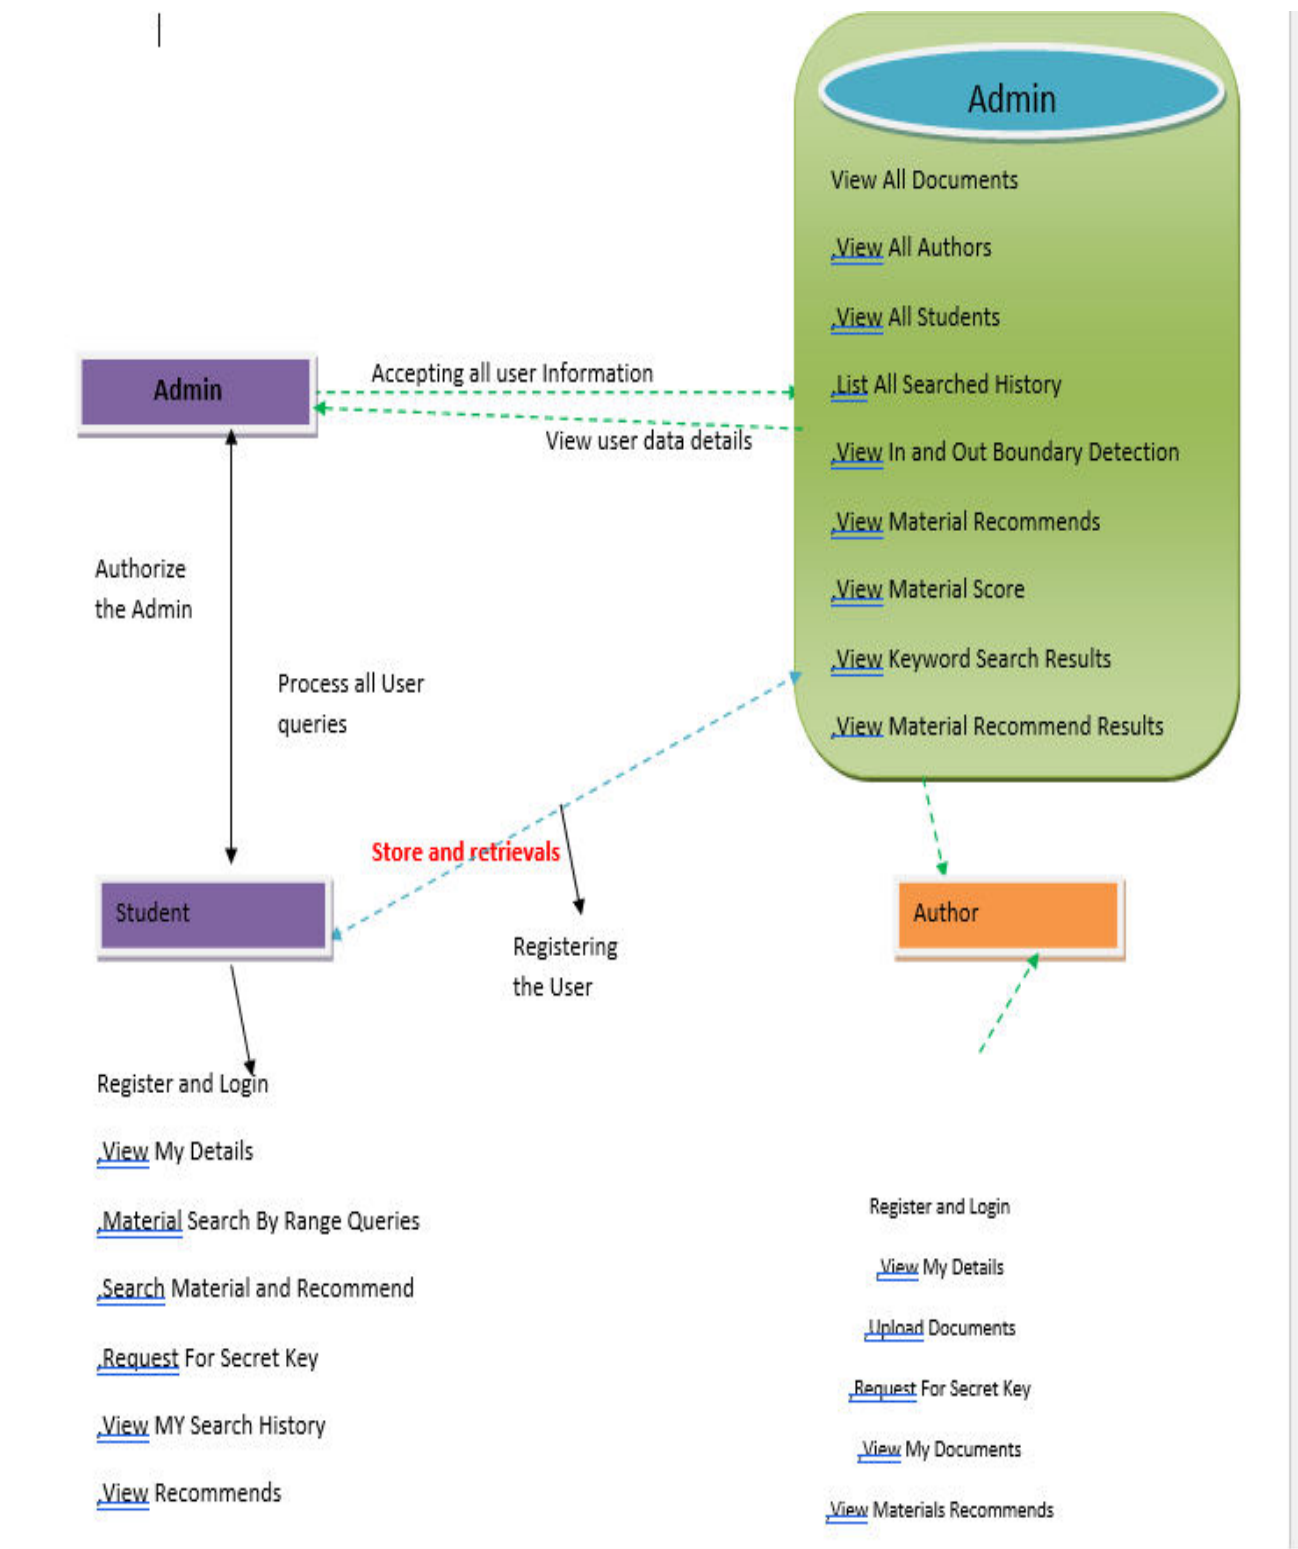 Admin
View All Documents
,View All Authors
,View All Students
,List All Searched History
,View In and Out Boundary Detection
,View Material Recommends
,View Material Score
,View Keyword Search Results
,View Material Recommend Results
Admin
Accepting all user Information
View user data details
Authorize
the Admin
Process all User
queries
Store and retrievals
Student
Author
Registering
the User
Register and Login
,View My Details
,Material Search By Range Queries
,Search Material and Recommend
,Request For Secret Key
,View MY Search History
,View Recommends
Register and Login
,View My Details
,Upload Documents
,Request For Secret Key
,View My Documents
,View Materials Recommends